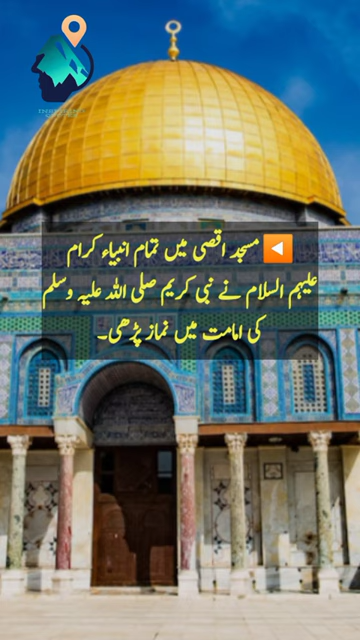 مسجد اقصی میں تمام انبیاء کرام
علیہم السلام نے نبی کریم صلی اللہ علیہ وسلم
کی امامت میں نماز پڑھی۔